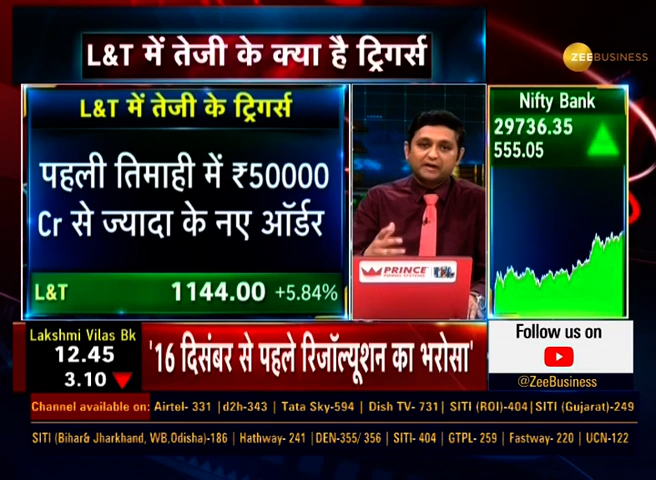 L&T में तेजी के क्या है ट्रिगर्स
ZEEBUSINESS
L&T में तेजी के ट्रिगर्स
पहली तिमाही में ₹50000
Cr से ज्यादा के नए ऑर्डर
L&T 1144.00 +5.84%
PRINCE
PIPING SYSTEMS
Nifty Bank
29736.35
555.05
Lakshmi Vilas Bk
12.45
3.10
'16 दिसंबर से पहले रिजॉल्यूशन का भरोसा'
Follow us on
@ZeeBusiness
Channel available on: Airtel- 331 | d2h-343 | Tata Sky-594 | Dish TV- 731 | SITI (ROI)-404 | SITI (Gujarat)-249
SITI (Bihar& Jharkhand, WB,Odisha)-186 | Hathway- 241 |DEN-355/ 356 | SITI- 404 | GTPL- 259 | Fastway- 220 | UCN-122